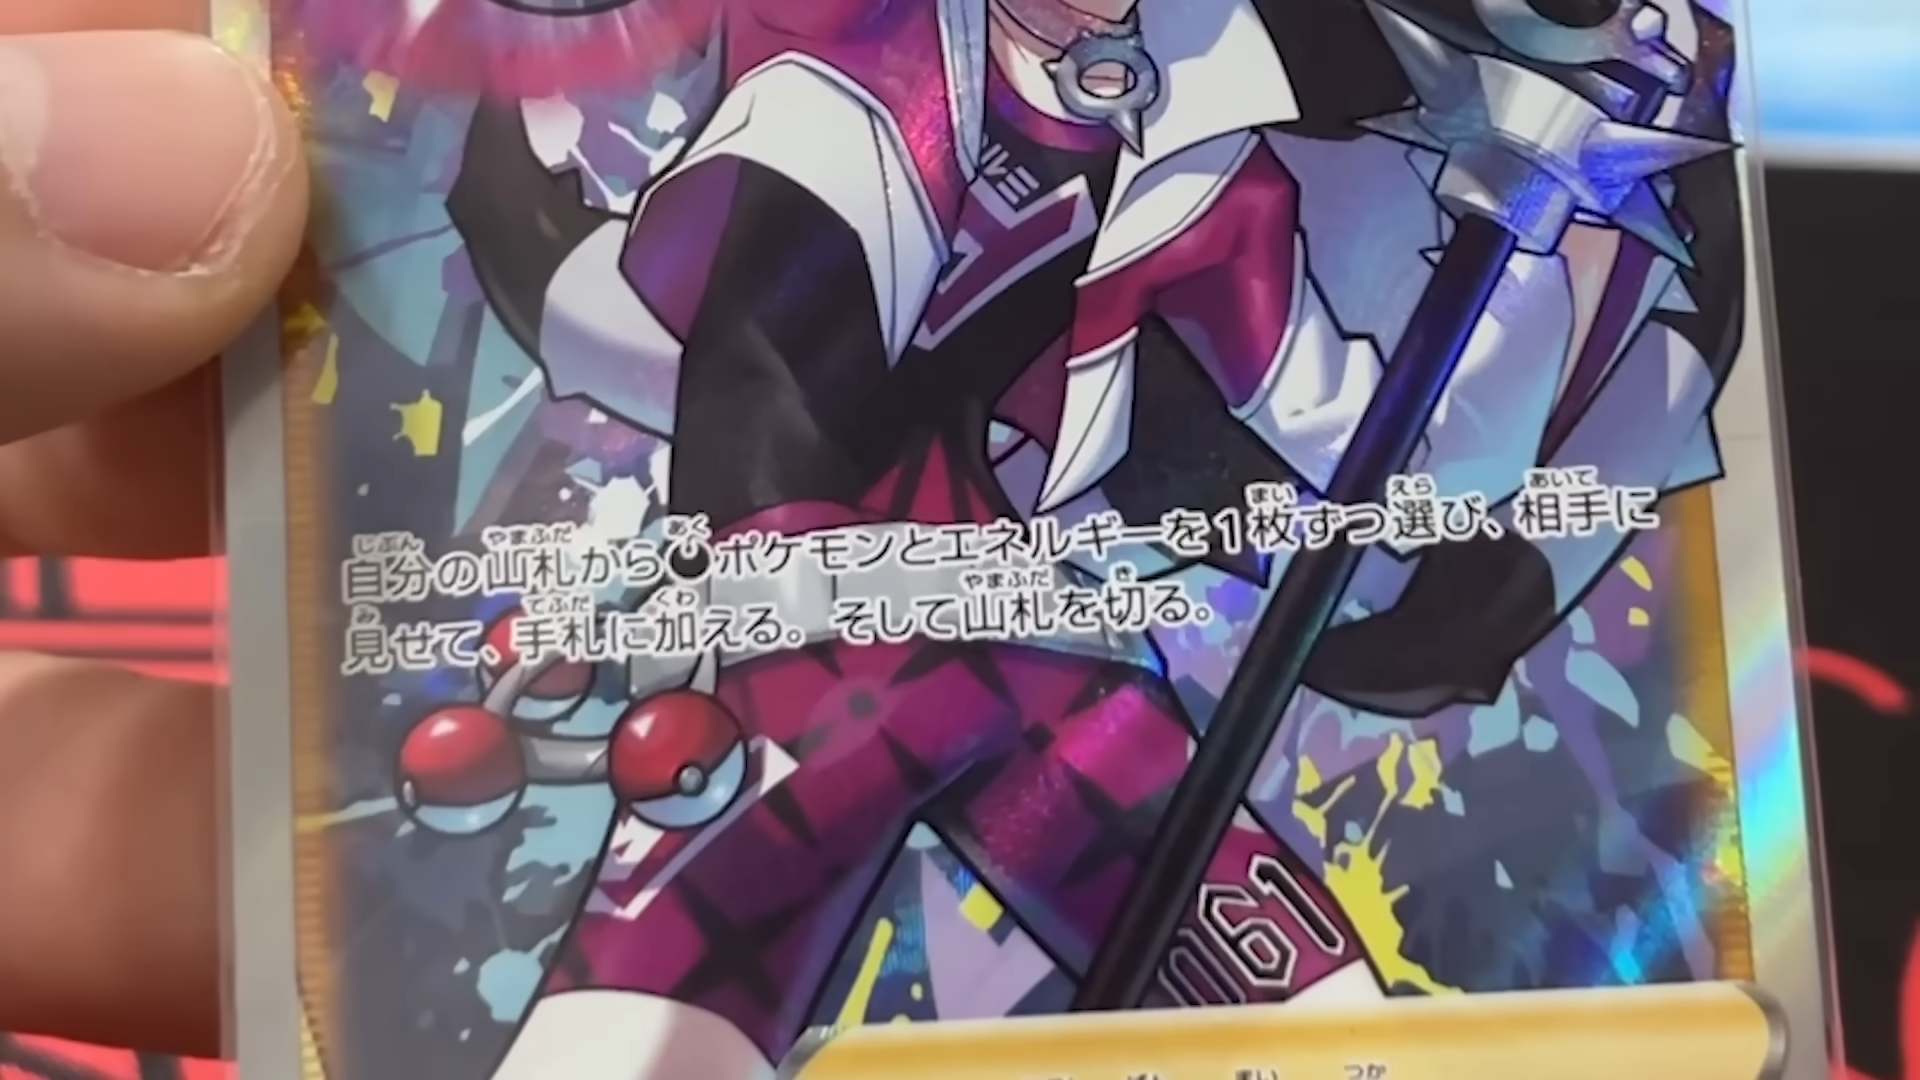 自分の山札からポケモンとエネルギーを1枚ずつ選び、相手に
見せて、手札に加える。そして山札を切る。
061